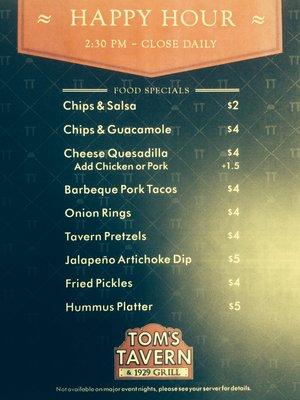 ≈ HAPPY HOUR ≈
2:30 PM – CLOSE DAILY
FOOD SPECIALS
Chips & Salsa $2
Chips & Guacamole $4
Cheese Quesadilla $4
Add Chicken or Pork +1.5
Barbeque Pork Tacos $4
Onion Rings $4
Tavern Pretzels $4
Jalapeño Artichoke Dip $5
Fried Pickles $4
Hummus Platter $5
TOM'S
TAVERN
& 1929 GRILL
Not available on major event nights, please see your server for details.